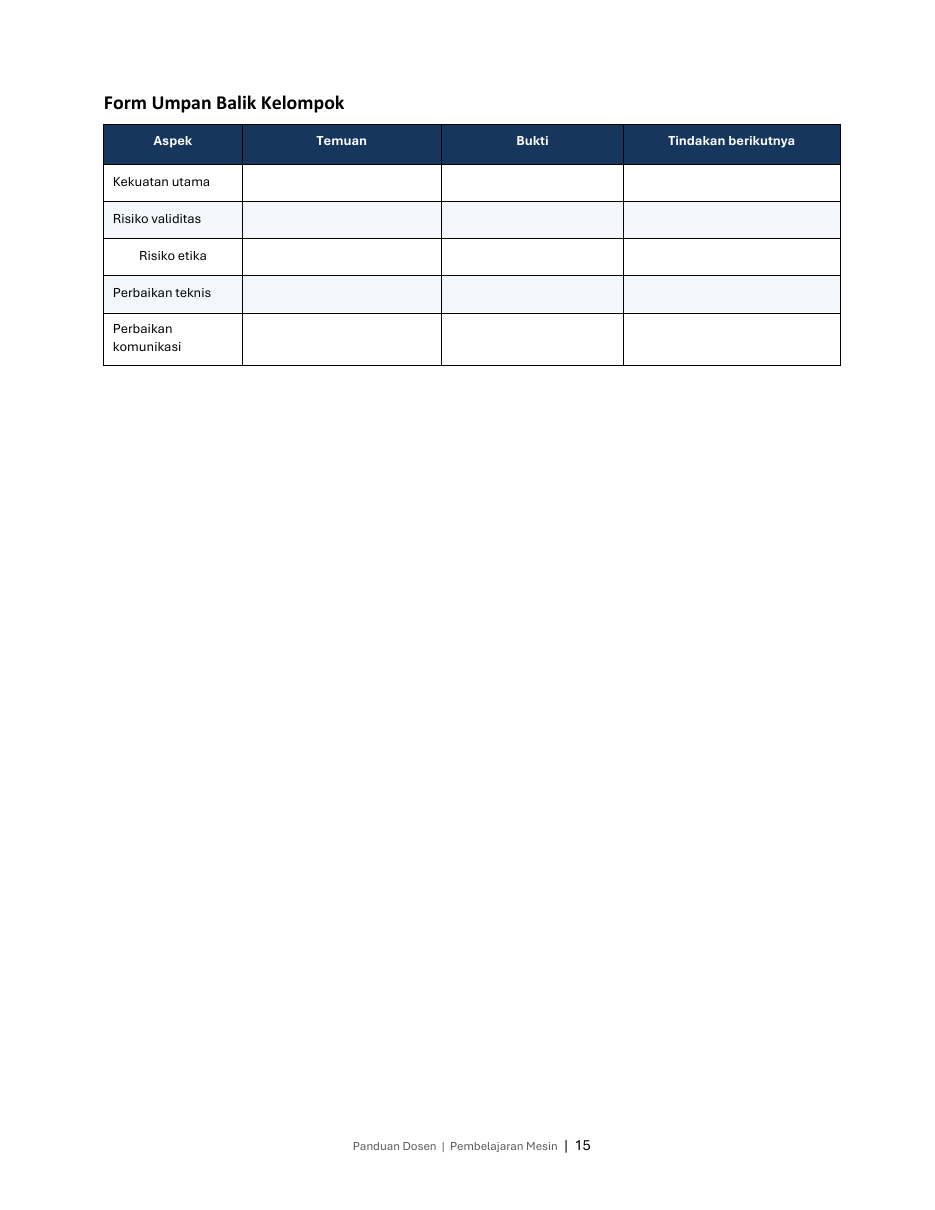 Form Umpan Balik Kelompok
Aspek Temuan Bukti Tindakan berikutnya
Kekuatan utama
Risiko validitas
Risiko etika
Perbaikan teknis
Perbaikan
komunikasi
Panduan Dosen | Pembelajaran Mesin | 15